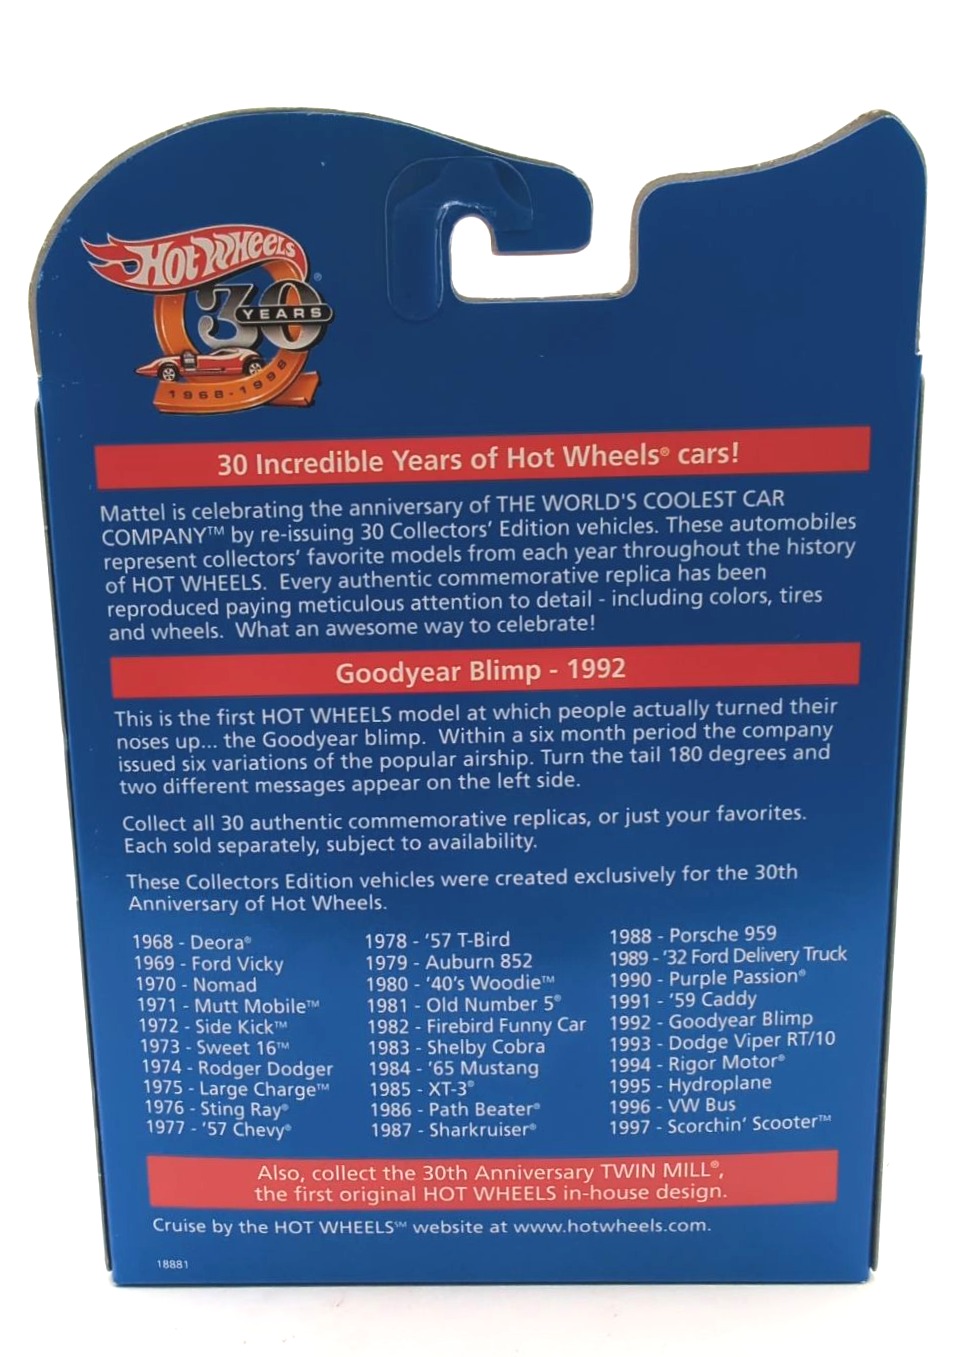 HOT WHEELS®
30
YEARS
1968-1998
30 Incredible Years of Hot Wheels® cars!
Mattel is celebrating the anniversary of THE WORLD'S COOLEST CAR
COMPANY™ by re-issuing 30 Collectors' Edition vehicles. These automobiles
represent collectors' favorite models from each year throughout the history
of HOT WHEELS. Every authentic commemorative replica has been
reproduced paying meticulous attention to detail - including colors, tires
and wheels. What an awesome way to celebrate!
Goodyear Blimp - 1992
This is the first HOT WHEELS model at which people actually turned their
noses up... the Goodyear blimp. Within a six month period the company
issued six variations of the popular airship. Turn the tail 180 degrees and
two different messages appear on the left side.
Collect all 30 authentic commemorative replicas, or just your favorites.
Each sold separately, subject to availability.
These Collectors Edition vehicles were created exclusively for the 30th
Anniversary of Hot Wheels.
1968 - Deora®
1969 - Ford Vicky
1970 - Nomad
1971 - Mutt Mobile™
1972 - Side Kick™
1973 - Sweet 16™
1974 - Rodger Dodger
1975 - Large Charge™
1976 - Sting Ray®
1977 - '57 Chevy®
1978 - '57 T-Bird
1979 - Auburn 852
1980 - '40's Woodie™
1981 - Old Number 5®
1982 - Firebird Funny Car
1983 - Shelby Cobra
1984 - '65 Mustang
1985 - XT-3®
1986 - Path Beater®
1987 - Sharkruiser®
1988 - Porsche 959
1989 - '32 Ford Delivery Truck
1990 - Purple Passion®
1991 - '59 Caddy
1992 - Goodyear Blimp
1993 - Dodge Viper RT/10
1994 - Rigor Motor®
1995 - Hydroplane
1996 - VW Bus
1997 - Scorchin' Scooter™
Also, collect the 30th Anniversary TWIN MILL®,
the first original HOT WHEELS in-house design.
Cruise by the HOT WHEELS℠ website at www.hotwheels.com.
18881